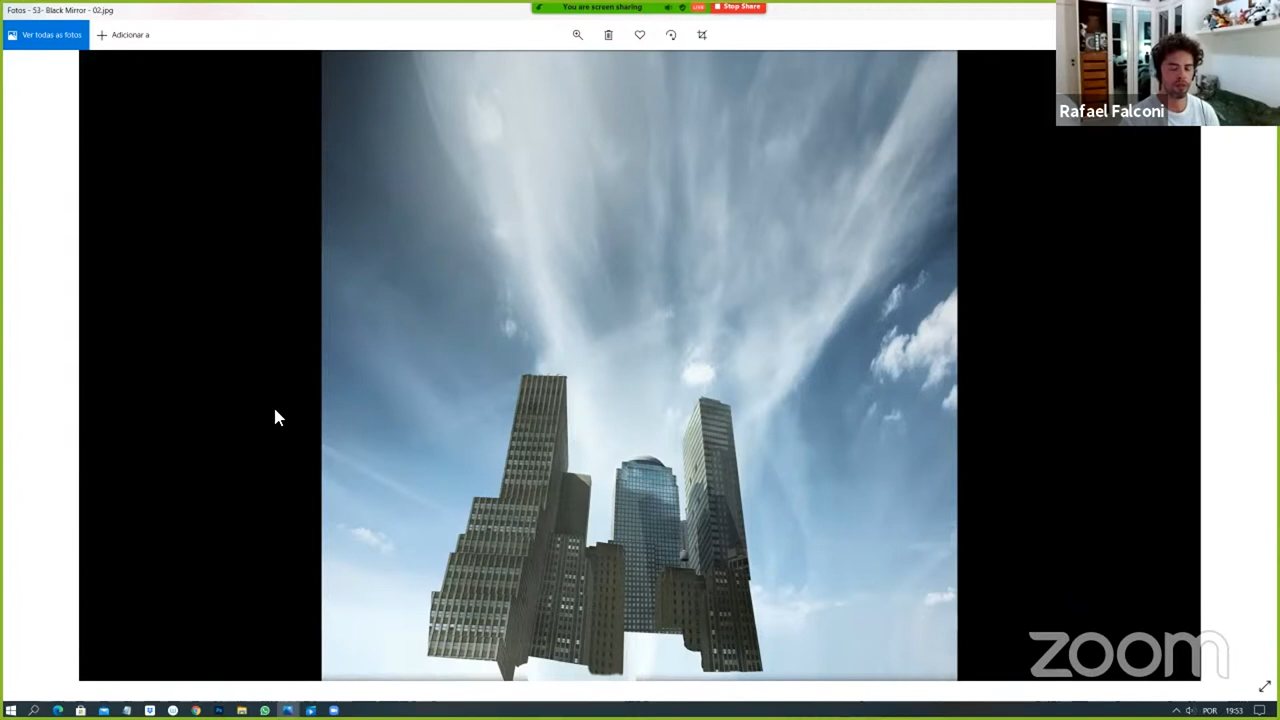 Fotos - 53- Black Mirror - 02.jpg
You are screen sharing
LIVE
Stop Share
Ver todas as fotos
Adicionar a
Rafael Falconi
zoom
POR
19:53